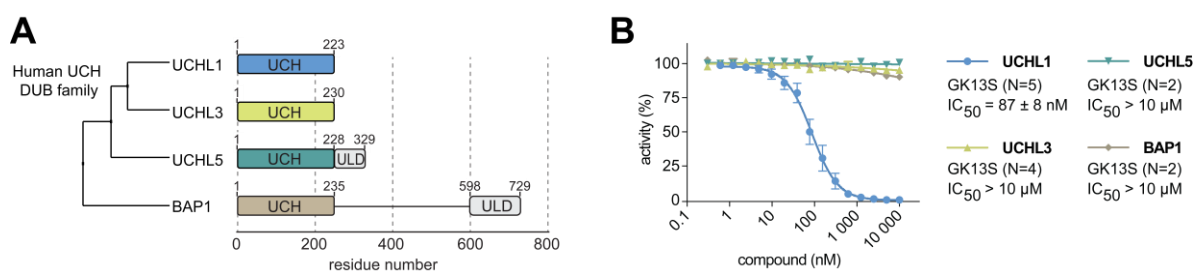 A
Human UCH
DUB family
UCHL1
1 223
UCH
UCHL3
1 230
UCH
UCHL5
1 228 329
UCH ULD
BAP1
1 235 598 729
UCH ULD
0 200 400 600 800
residue number
B
activity (%)
100
75
50
25
0
0.1 1 10 100 1 000 10 000
compound (nM)
UCHL1
GK13S (N=5)
IC50 = 87 ± 8 nM
UCHL5
GK13S (N=2)
IC50 > 10 µM
UCHL3
GK13S (N=4)
IC50 > 10 µM
BAP1
GK13S (N=2)
IC50 > 10 µM